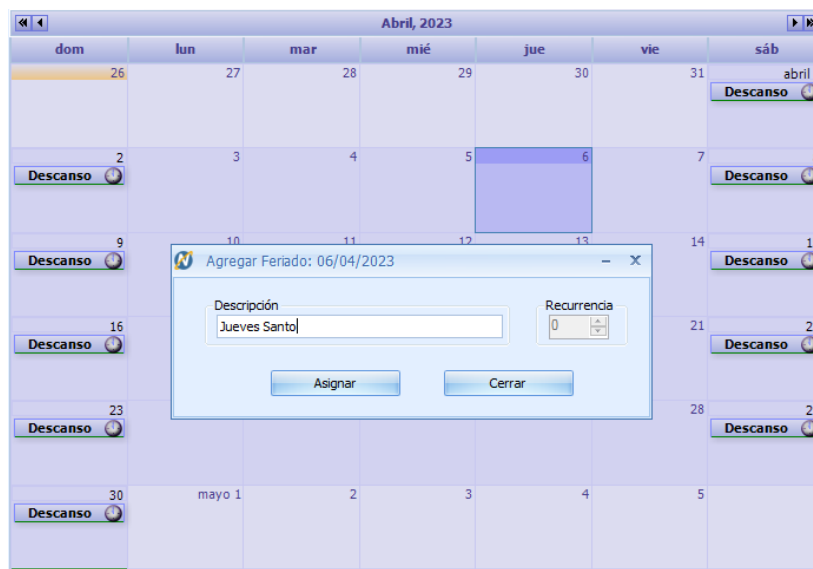 Abril, 2023
dom lun mar mié jue vie sáb
26 27 28 29 30 31 abril
Descanso
2 3 4 5 6 7
Descanso Descanso
9 10 11 12 13 14
Descanso Descanso
Agregar Feriado: 06/04/2023
Descripción Recurrencia
Jueves Santo 0
Asignar Cerrar
16 21
Descanso Descanso
23 28
Descanso Descanso
30 mayo 1 2 3 4 5
Descanso